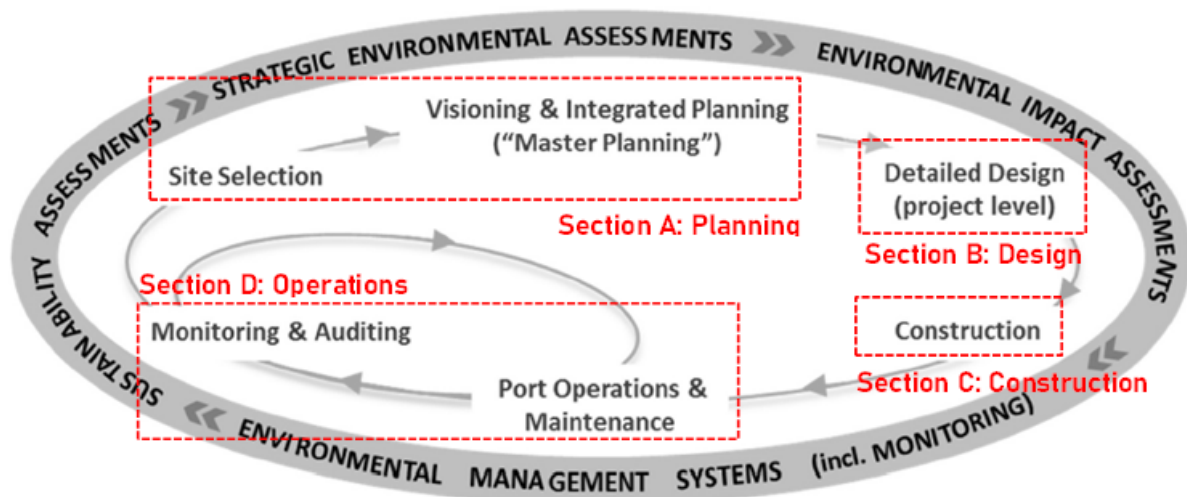 STRATEGIC ENVIRONMENTAL ASSESSMENTS
ENVIRONMENTAL IMPACT ASSESSMENTS
Visioning & Integrated Planning
("Master Planning")
Site Selection
Detailed Design
(project level)
Section A: Planning
Section B: Design
Section D: Operations
Monitoring & Auditing
Construction
Section C: Construction
Port Operations &
Maintenance
ENVIRONMENTAL MANAGEMENT SYSTEMS (incl. MONITORING)
SUSTAINABILITY ASSESSMENTS